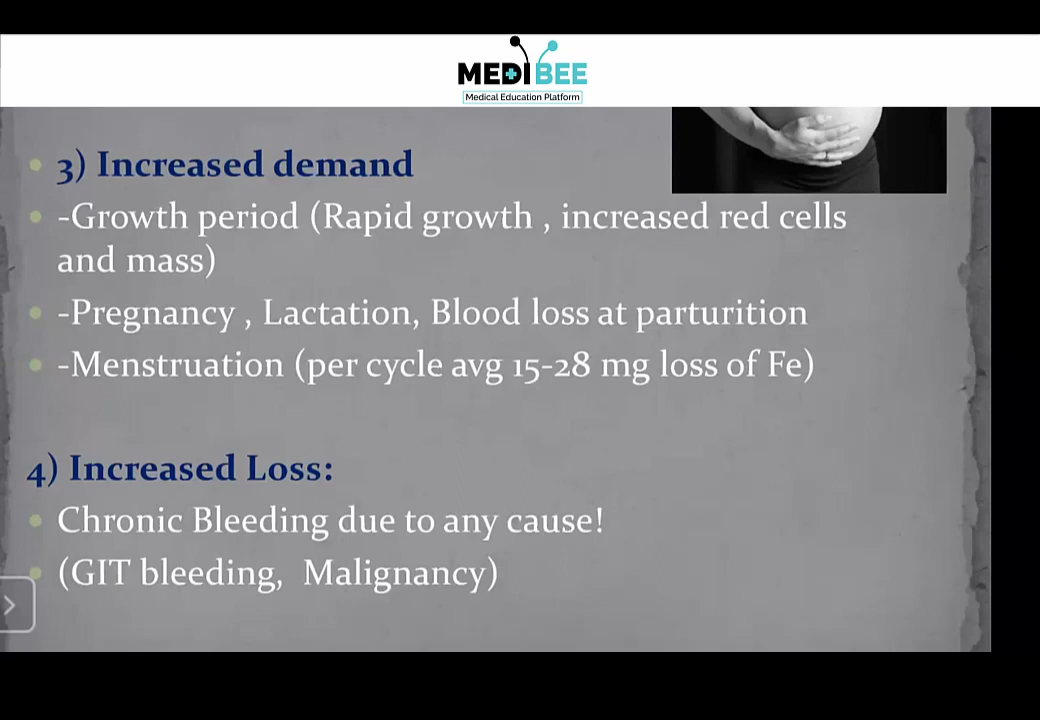 MEDIBEE
Medical Education Platform
3) Increased demand
-Growth period (Rapid growth , increased red cells
and mass)
-Pregnancy , Lactation, Blood loss at parturition
-Menstruation (per cycle avg 15-28 mg loss of Fe)
4) Increased Loss:
Chronic Bleeding due to any cause!
(GIT bleeding, Malignancy)